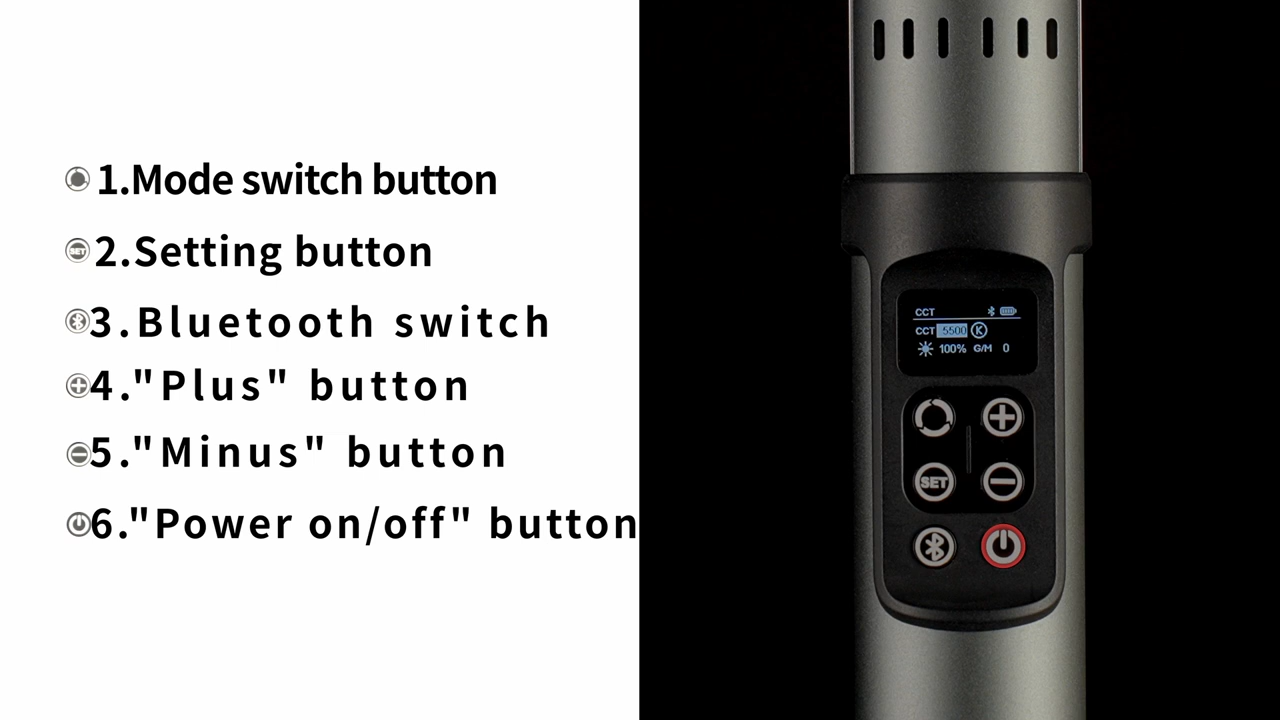 1.Mode switch button
SET 2.Setting button
3.Bluetooth switch
4."Plus" button
5."Minus" button
6."Power on/off" button
CCT
CCT 5500 K
100% G/M 0
SET